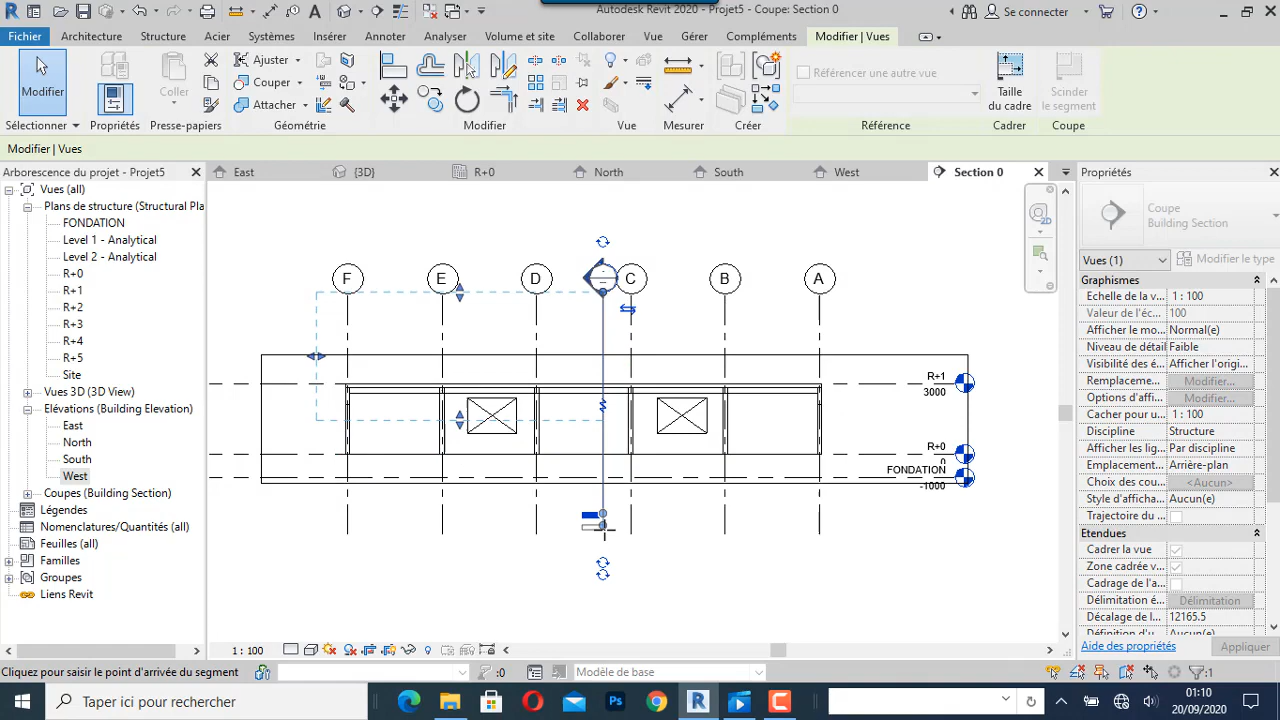 Autodesk Revit 2020 - Projet5 - Coupe: Section 0
Se connecter
Fichier
Architecture
Structure
Acier
Systèmes
Insérer
Annoter
Analyser
Volume et site
Collaborer
Vue
Gérer
Compléments
Modifier | Vues
Modifier
Coller
Ajuster
Couper
Attacher
Référencer une autre vue
Taille
du cadre
Scinder
le segment
Sélectionner
Propriétés
Presse-papiers
Géométrie
Modifier
Vue
Mesurer
Créer
Référence
Cadrer
Coupe
Modifier | Vues
Arborescence du projet - Projet5
East
{3D}
R+0
North
South
West
Section 0
Propriétés
Vues (all)
Plans de structure (Structural Pla
FONDATION
Level 1 - Analytical
Level 2 - Analytical
R+0
R+1
R+2
R+3
R+4
R+5
Site
Vues 3D (3D View)
Elévations (Building Elevation)
East
North
South
West
Coupes (Building Section)
Légendes
Nomenclatures/Quantités (all)
Feuilles (all)
Familles
Groupes
Liens Revit
2D
F
E
D
C
B
A
R+1
3000
R+0
0
FONDATION
-1000
Coupe
Building Section
Vues (1)
Modifier le type
Graphismes
Echelle de la v...
1 : 100
Valeur de l'éc...
100
Afficher le mo...
Normal(e)
Niveau de détail
Faible
Visibilité des é...
Afficher l'origi...
Remplaceme...
Modifier...
Options d'affi...
Modifier...
Cacher pour u...
1 : 100
Discipline
Structure
Afficher les lig...
Par discipline
Emplacement...
Arrière-plan
Choix des cou...
<Aucun>
Style d'afficha...
Aucun(e)
Trajectoire du ...
Etendues
Cadrer la vue
Zone cadrée v...
Cadrage de l'a...
Délimitation é...
Délimitation
Décalage de l...
12165.5
Aide des propriétés
Appliquer
1 : 100
Cliquez pour saisir le point d'arrivée du segment
:0
Modèle de base
:1
Taper ici pour rechercher
Ps
R
01:10
20/09/2020